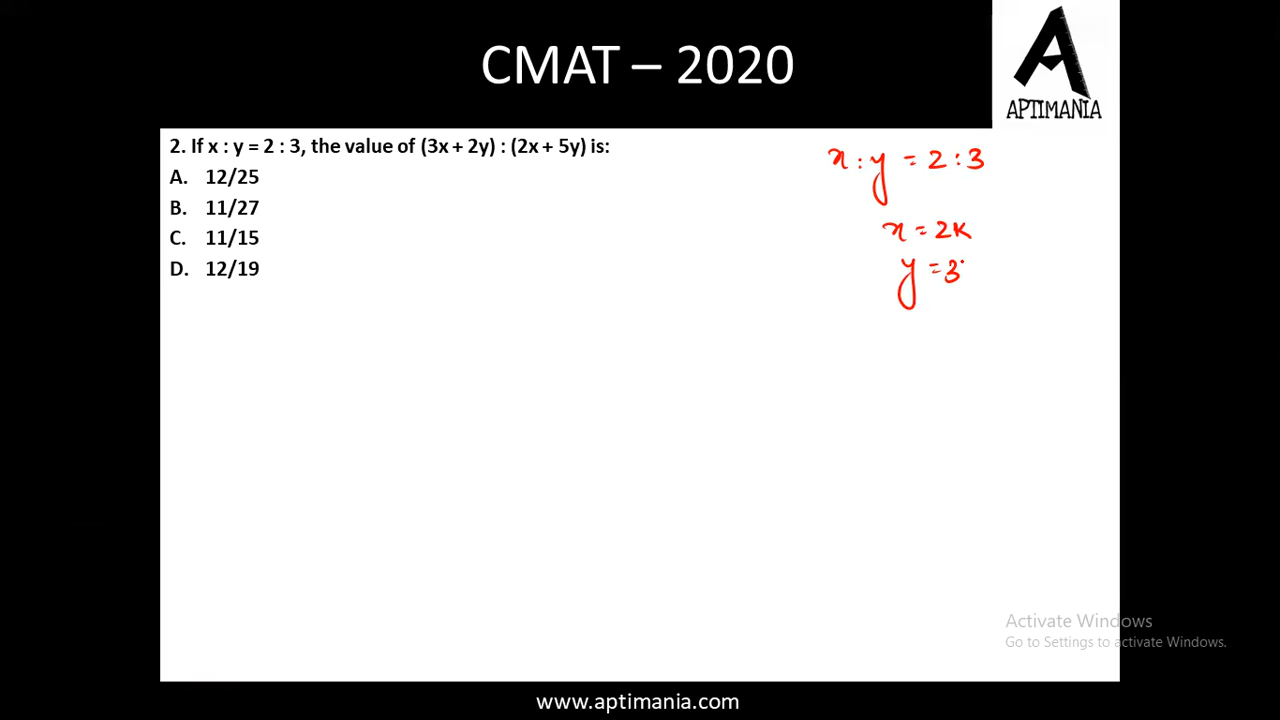 CMAT – 2020
APTIMANIA
2. If x : y = 2 : 3, the value of (3x + 2y) : (2x + 5y) is:
A. 12/25
B. 11/27
C. 11/15
D. 12/19
x : y = 2 : 3
x = 2k
y = 3
Activate Windows
Go to Settings to activate Windows.
www.aptimania.com